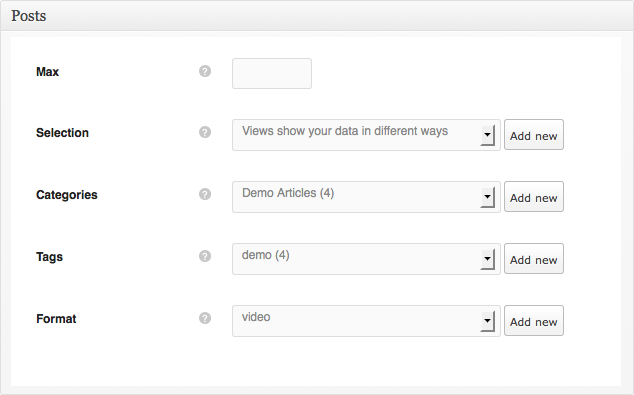 Posts
Max ?
Selection ? Views show your data in different ways Add new
Categories ? Demo Articles (4) Add new
Tags ? demo (4) Add new
Format ? video Add new